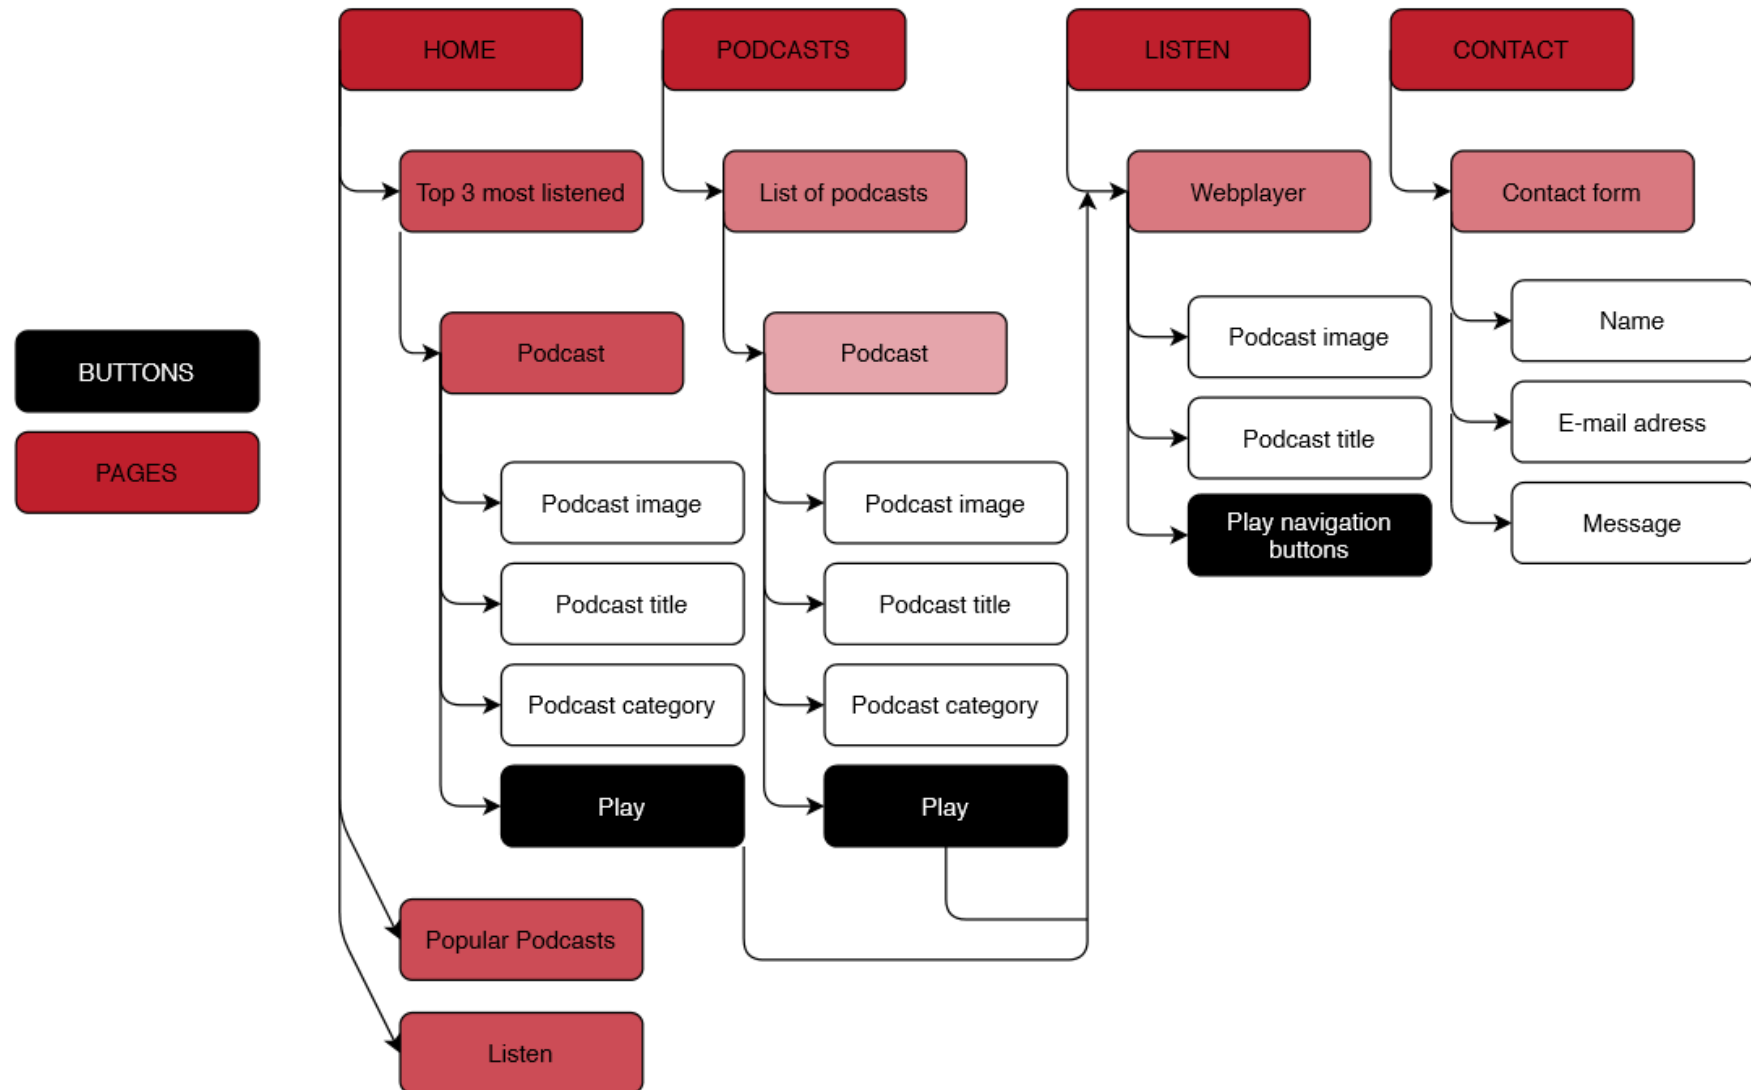 HOME
PODCASTS
LISTEN
CONTACT
Top 3 most listened
List of podcasts
Webplayer
Contact form
BUTTONS
PAGES
Podcast
Podcast
Podcast image
Podcast title
Play navigation
buttons
Name
E-mail adress
Message
Podcast image
Podcast title
Podcast category
Play
Podcast image
Podcast title
Podcast category
Play
Popular Podcasts
Listen